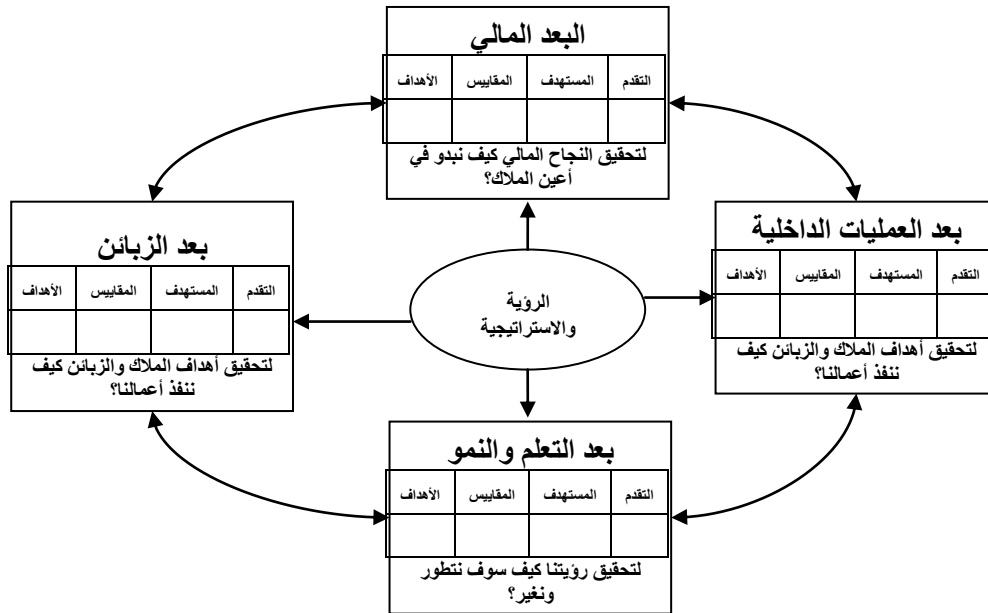 البعد المالي
التقدم المستهدف المقاييس الأهداف
لتحقيق النجاح المالي كيف نبدو في
أعين الملاك؟
بعد العمليات الداخلية
التقدم المستهدف المقاييس الأهداف
لتحقيق أهداف الملاك والزبائن كيف
ننفذ أعمالنا؟
الرؤية
والاستراتيجية
بعد الزبائن
التقدم المستهدف المقاييس الأهداف
لتحقيق أهداف الملاك والزبائن كيف
ننفذ أعمالنا؟
بعد التعلم والنمو
التقدم المستهدف المقاييس الأهداف
لتحقيق رؤيتنا كيف سوف نتطور
ونغير؟